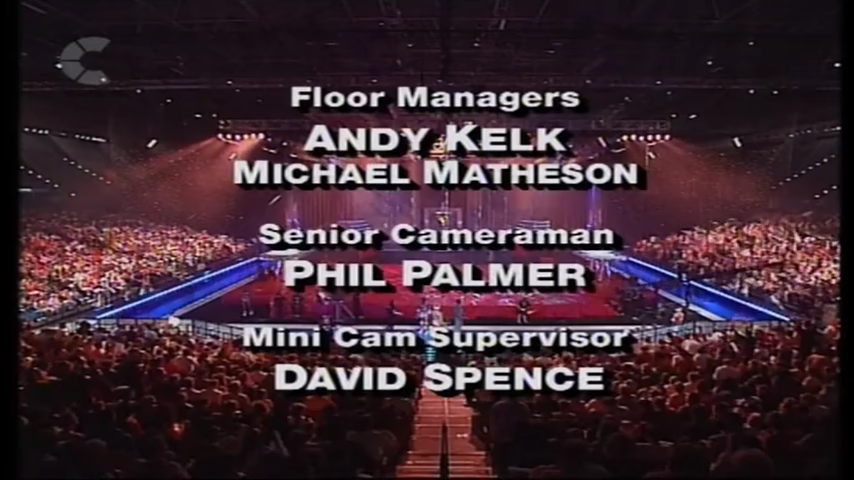 Floor Managers
ANDY KELK
MICHAEL MATHESON
Senior Cameraman
PHIL PALMER
Mini Cam Supervisor
DAVID SPENCE